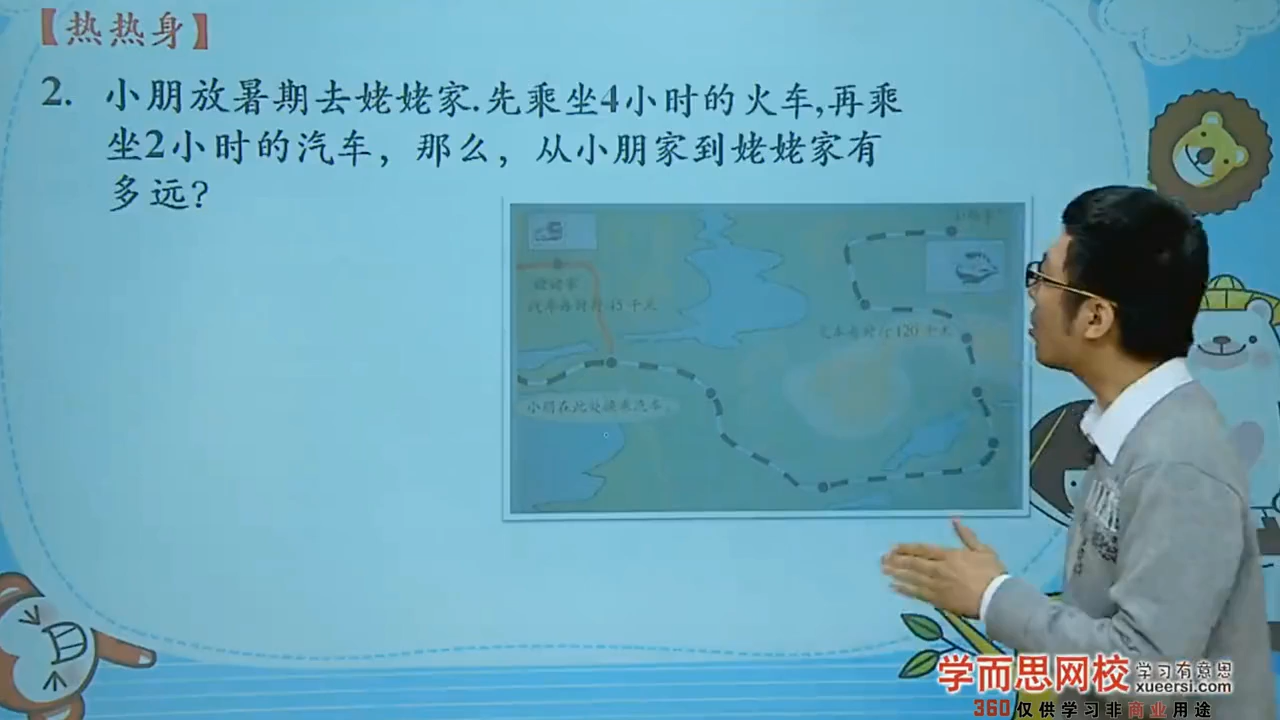 【热热身】
2. 小朋放暑期去姥姥家.先乘坐4小时的火车,再乘
坐2小时的汽车，那么，从小朋家到姥姥家有
多远?
姥姥家
汽车每时行45千米
火车每时行120千米
小朋在此处换乘汽车
学而思网校
学习有意思
xueersi.com
360仅供学习非商业用途